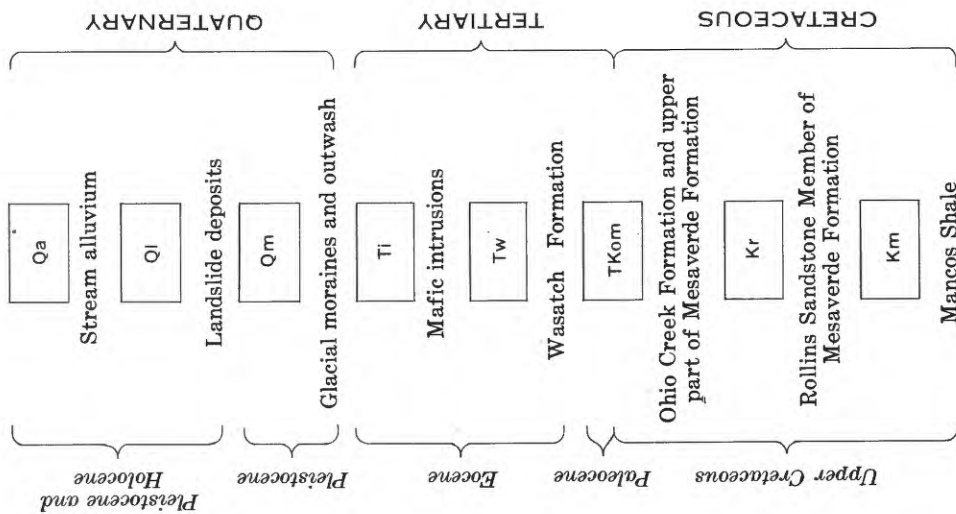 Qa
Stream alluvium
Ql
Landslide deposits
Qm
Glacial moraines and outwash
Ti
Mafic intrusions
Tw
Wasatch Formation
TKom
Ohio Creek Formation and upper
part of Mesaverde Formation
Kr
Rollins Sandstone Member of
Mesaverde Formation
Km
Mancos Shale
Pleistocene and
Holocene
Pleistocene
Eocene
Paleocene
Upper Cretaceous
QUATERNARY
TERTIARY
CRETACEOUS